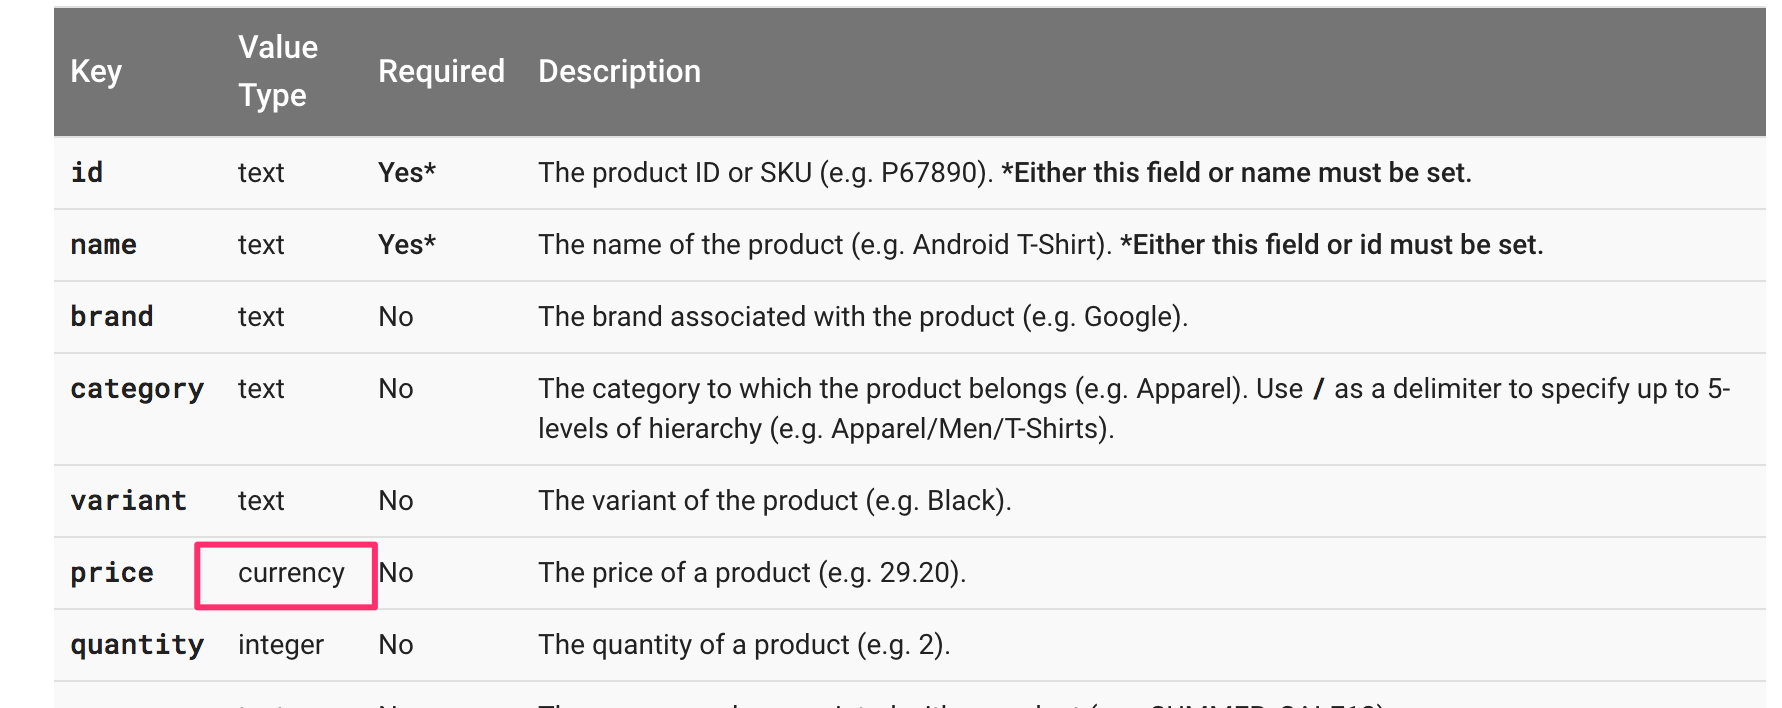 Key Value Type Required Description
id text Yes* The product ID or SKU (e.g. P67890). *Either this field or name must be set.
name text Yes* The name of the product (e.g. Android T-Shirt). *Either this field or id must be set.
brand text No The brand associated with the product (e.g. Google).
category text No The category to which the product belongs (e.g. Apparel). Use / as a delimiter to specify up to 5-
levels of hierarchy (e.g. Apparel/Men/T-Shirts).
variant text No The variant of the product (e.g. Black).
price currency No The price of a product (e.g. 29.20).
quantity integer No The quantity of a product (e.g. 2).